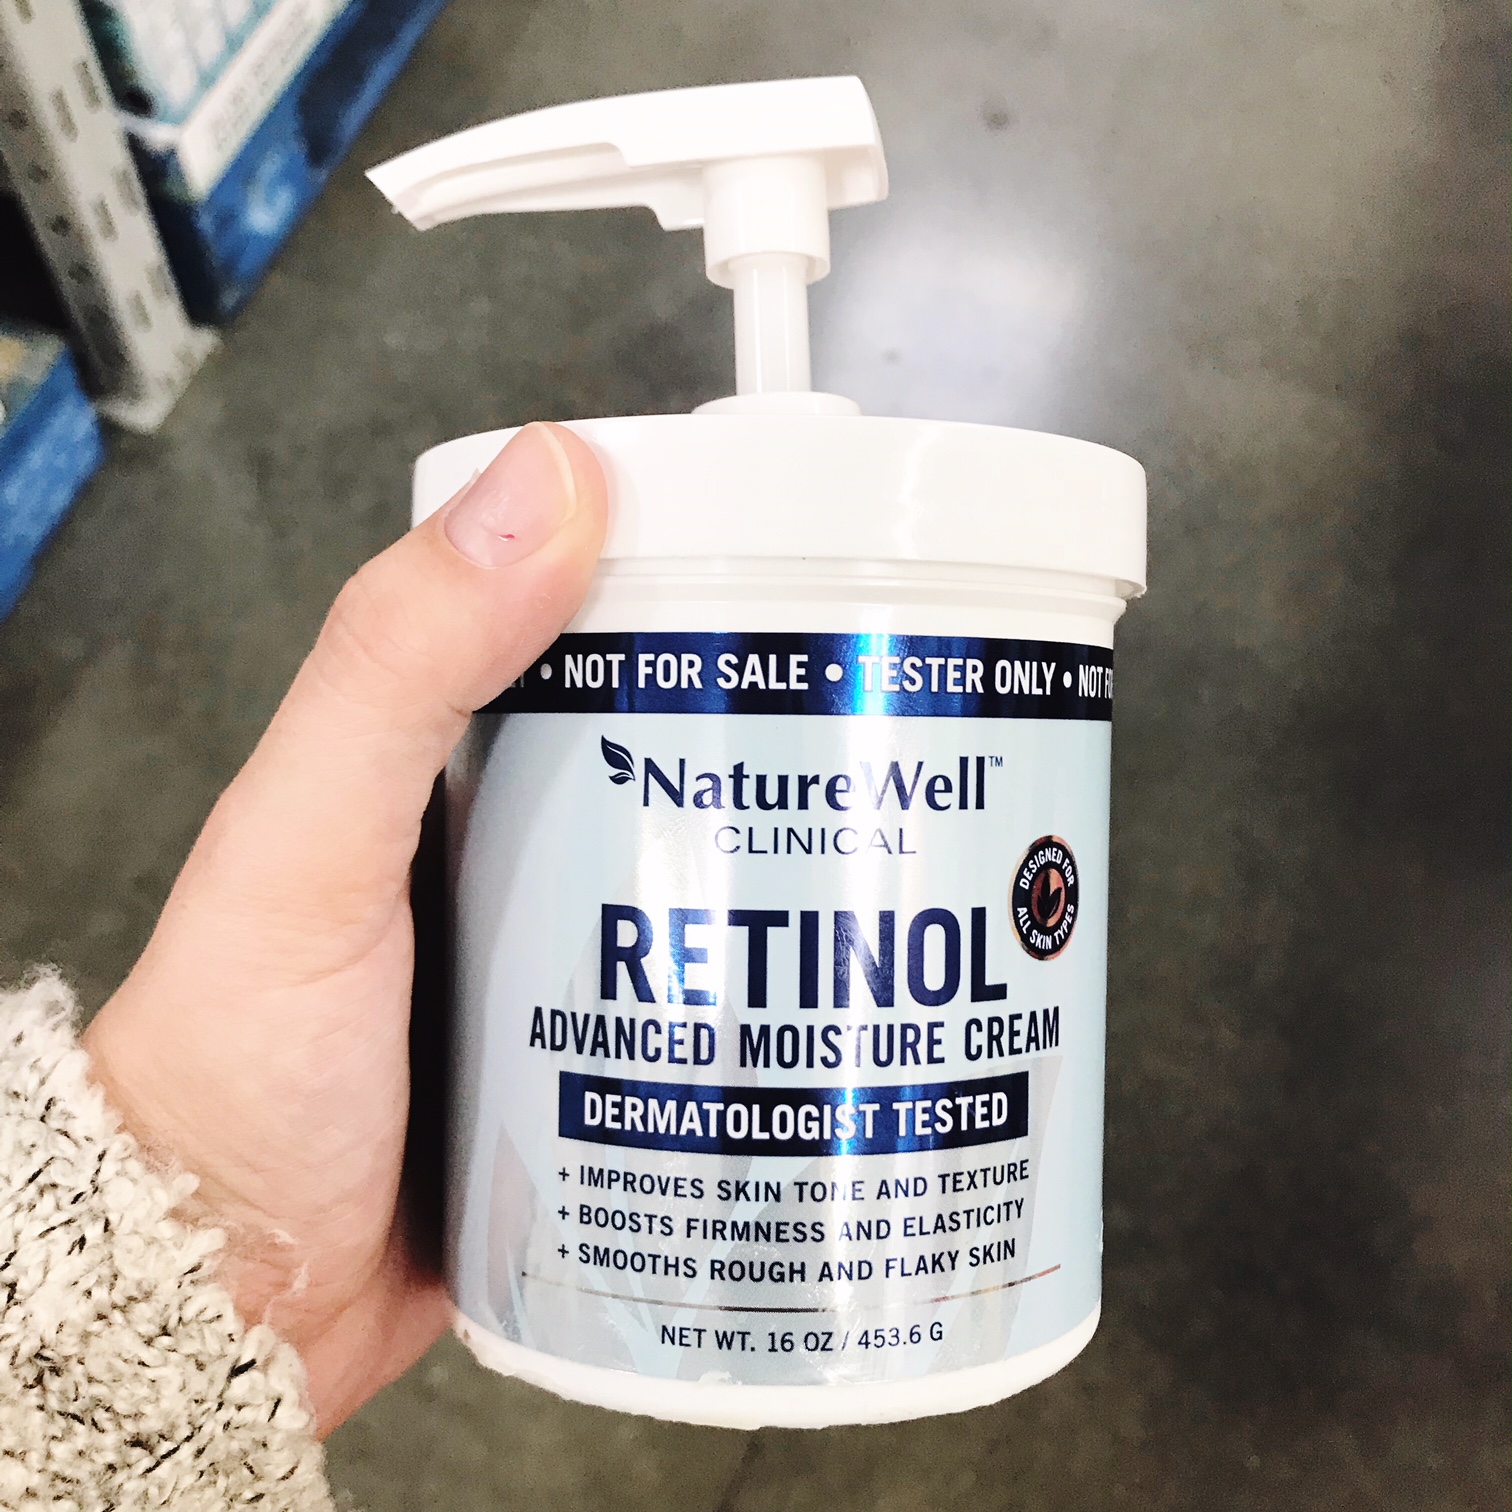 • NOT FOR SALE • TESTER ONLY • NOT
NatureWell™
CLINICAL
DESIGNED FOR
ALL SKIN TYPES
RETINOL
ADVANCED MOISTURE CREAM
DERMATOLOGIST TESTED
+ IMPROVES SKIN TONE AND TEXTURE
+ BOOSTS FIRMNESS AND ELASTICITY
+ SMOOTHS ROUGH AND FLAKY SKIN
NET WT. 16 OZ / 453.6 G